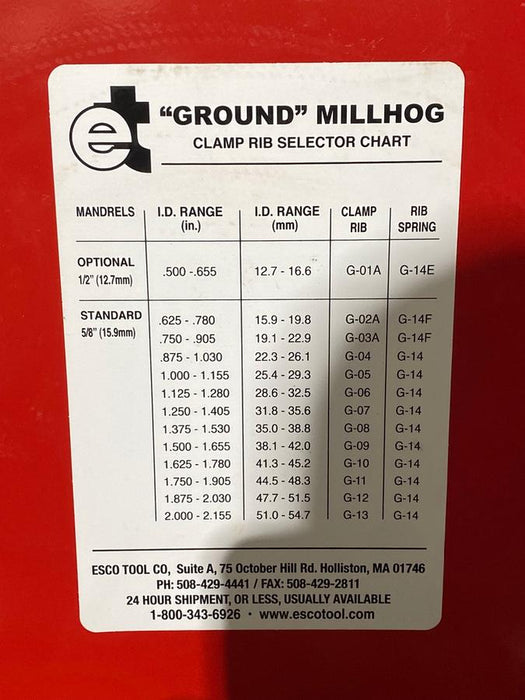 et
"GROUND" MILLHOG
CLAMP RIB SELECTOR CHART
MANDRELS I.D. RANGE (in.) I.D. RANGE (mm) CLAMP RIB RIB SPRING
OPTIONAL
1/2" (12.7mm) .500 -.655 12.7 - 16.6 G-01A G-14E
STANDARD
5/8" (15.9mm)
.625 - .780 15.9 - 19.8 G-02A G-14F
.750 - .905 19.1 - 22.9 G-03A G-14F
.875 - 1.030 22.3 - 26.1 G-04 G-14
1.000 - 1.155 25.4 - 29.3 G-05 G-14
1.125 - 1.280 28.6 - 32.5 G-06 G-14
1.250 - 1.405 31.8 - 35.6 G-07 G-14
1.375 - 1.530 35.0 - 38.8 G-08 G-14
1.500 - 1.655 38.1 - 42.0 G-09 G-14
1.625 - 1.780 41.3 - 45.2 G-10 G-14
1.750 - 1.905 44.5 - 48.3 G-11 G-14
1.875 - 2.030 47.7 - 51.5 G-12 G-14
2.000 - 2.155 51.0 - 54.7 G-13 G-14
ESCO TOOL CO, Suite A, 75 October Hill Rd. Holliston, MA 01746
PH: 508-429-4441 / FAX: 508-429-2811
24 HOUR SHIPMENT, OR LESS, USUALLY AVAILABLE
1-800-343-6926 · www.escotool.com